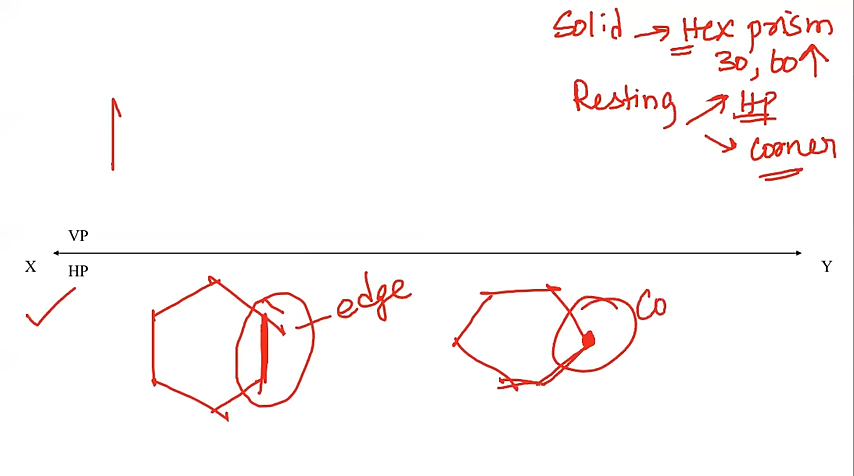 Solid → Hex prism
30, 60↑
Resting → HP
→ corner
VP
X
HP
Y
edge
Co